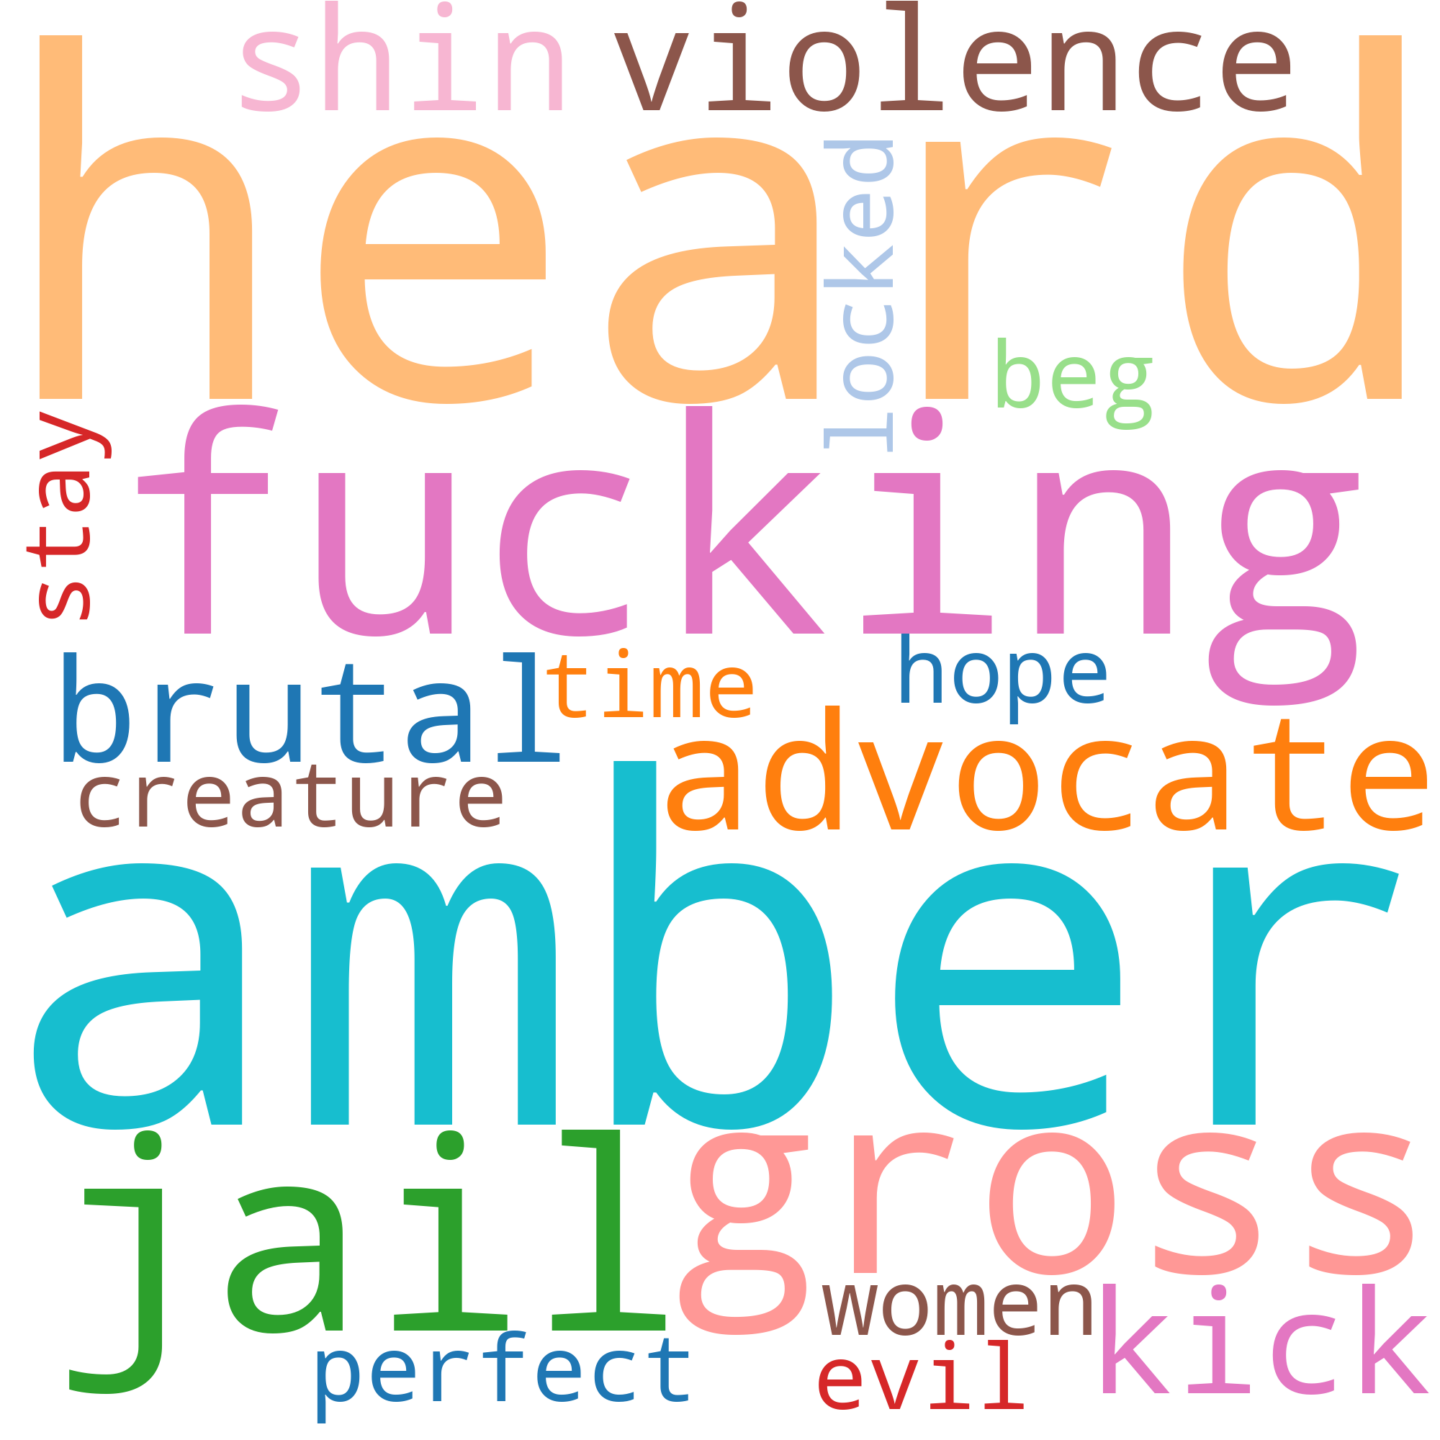 shin violence
heard
locked
beg
stay
fucking
brutal time hope
creature advocate
amber
jail gross
women kick
perfect evil